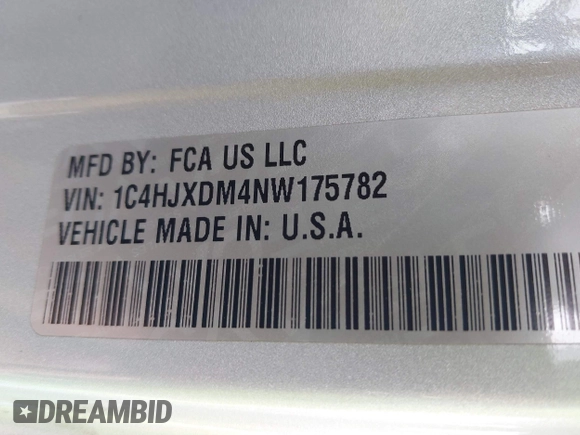 MFD BY: FCA US LLC
VIN: 1C4HJXDM4NW175782
VEHICLE MADE IN: U.S.A.
DREAMBID